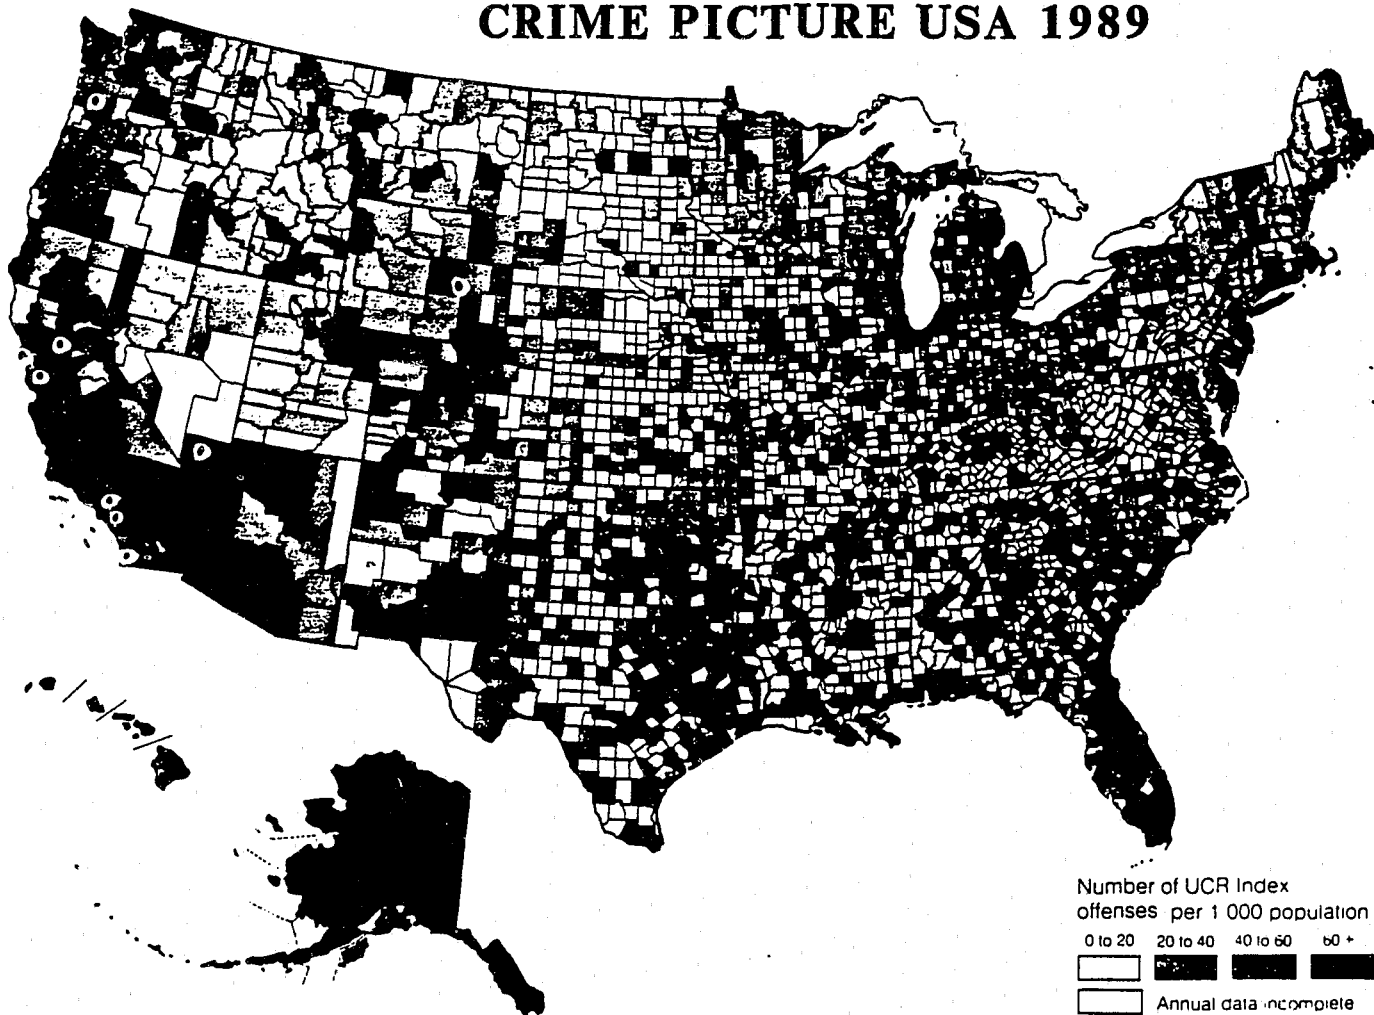 CRIME PICTURE USA 1989
Number of UCR Index
offenses per 1 000 population
0 to 20 20 to 40 40 to 60 60 +
Annual data incomplete